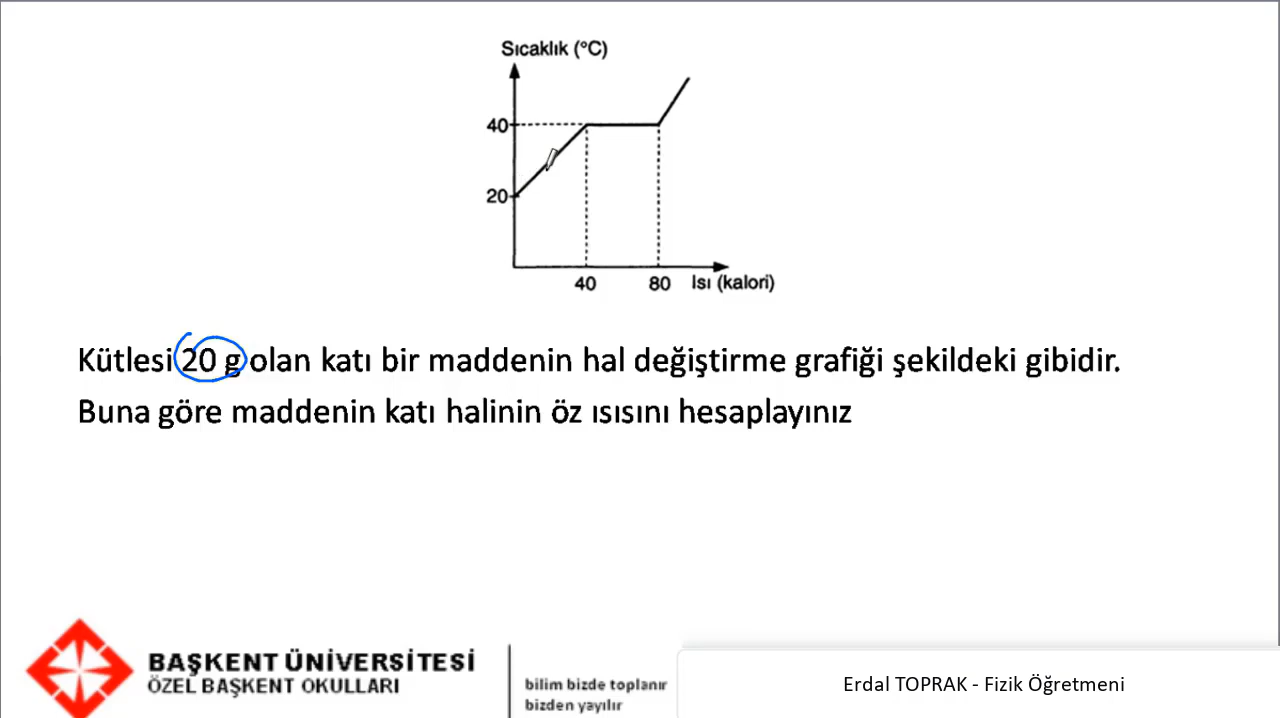 Sıcaklık (°C)
40
20
40 80 Isı (kalori)
Kütlesi 20 g olan katı bir maddenin hal değiştirme grafiği şekildeki gibidir.
Buna göre maddenin katı halinin öz ısısını hesaplayınız
BAŞKENT ÜNİVERSİTESİ
ÖZEL BAŞKENT OKULLARI
bilim bizde toplanır
bizden yayılır
Erdal TOPRAK - Fizik Öğretmeni